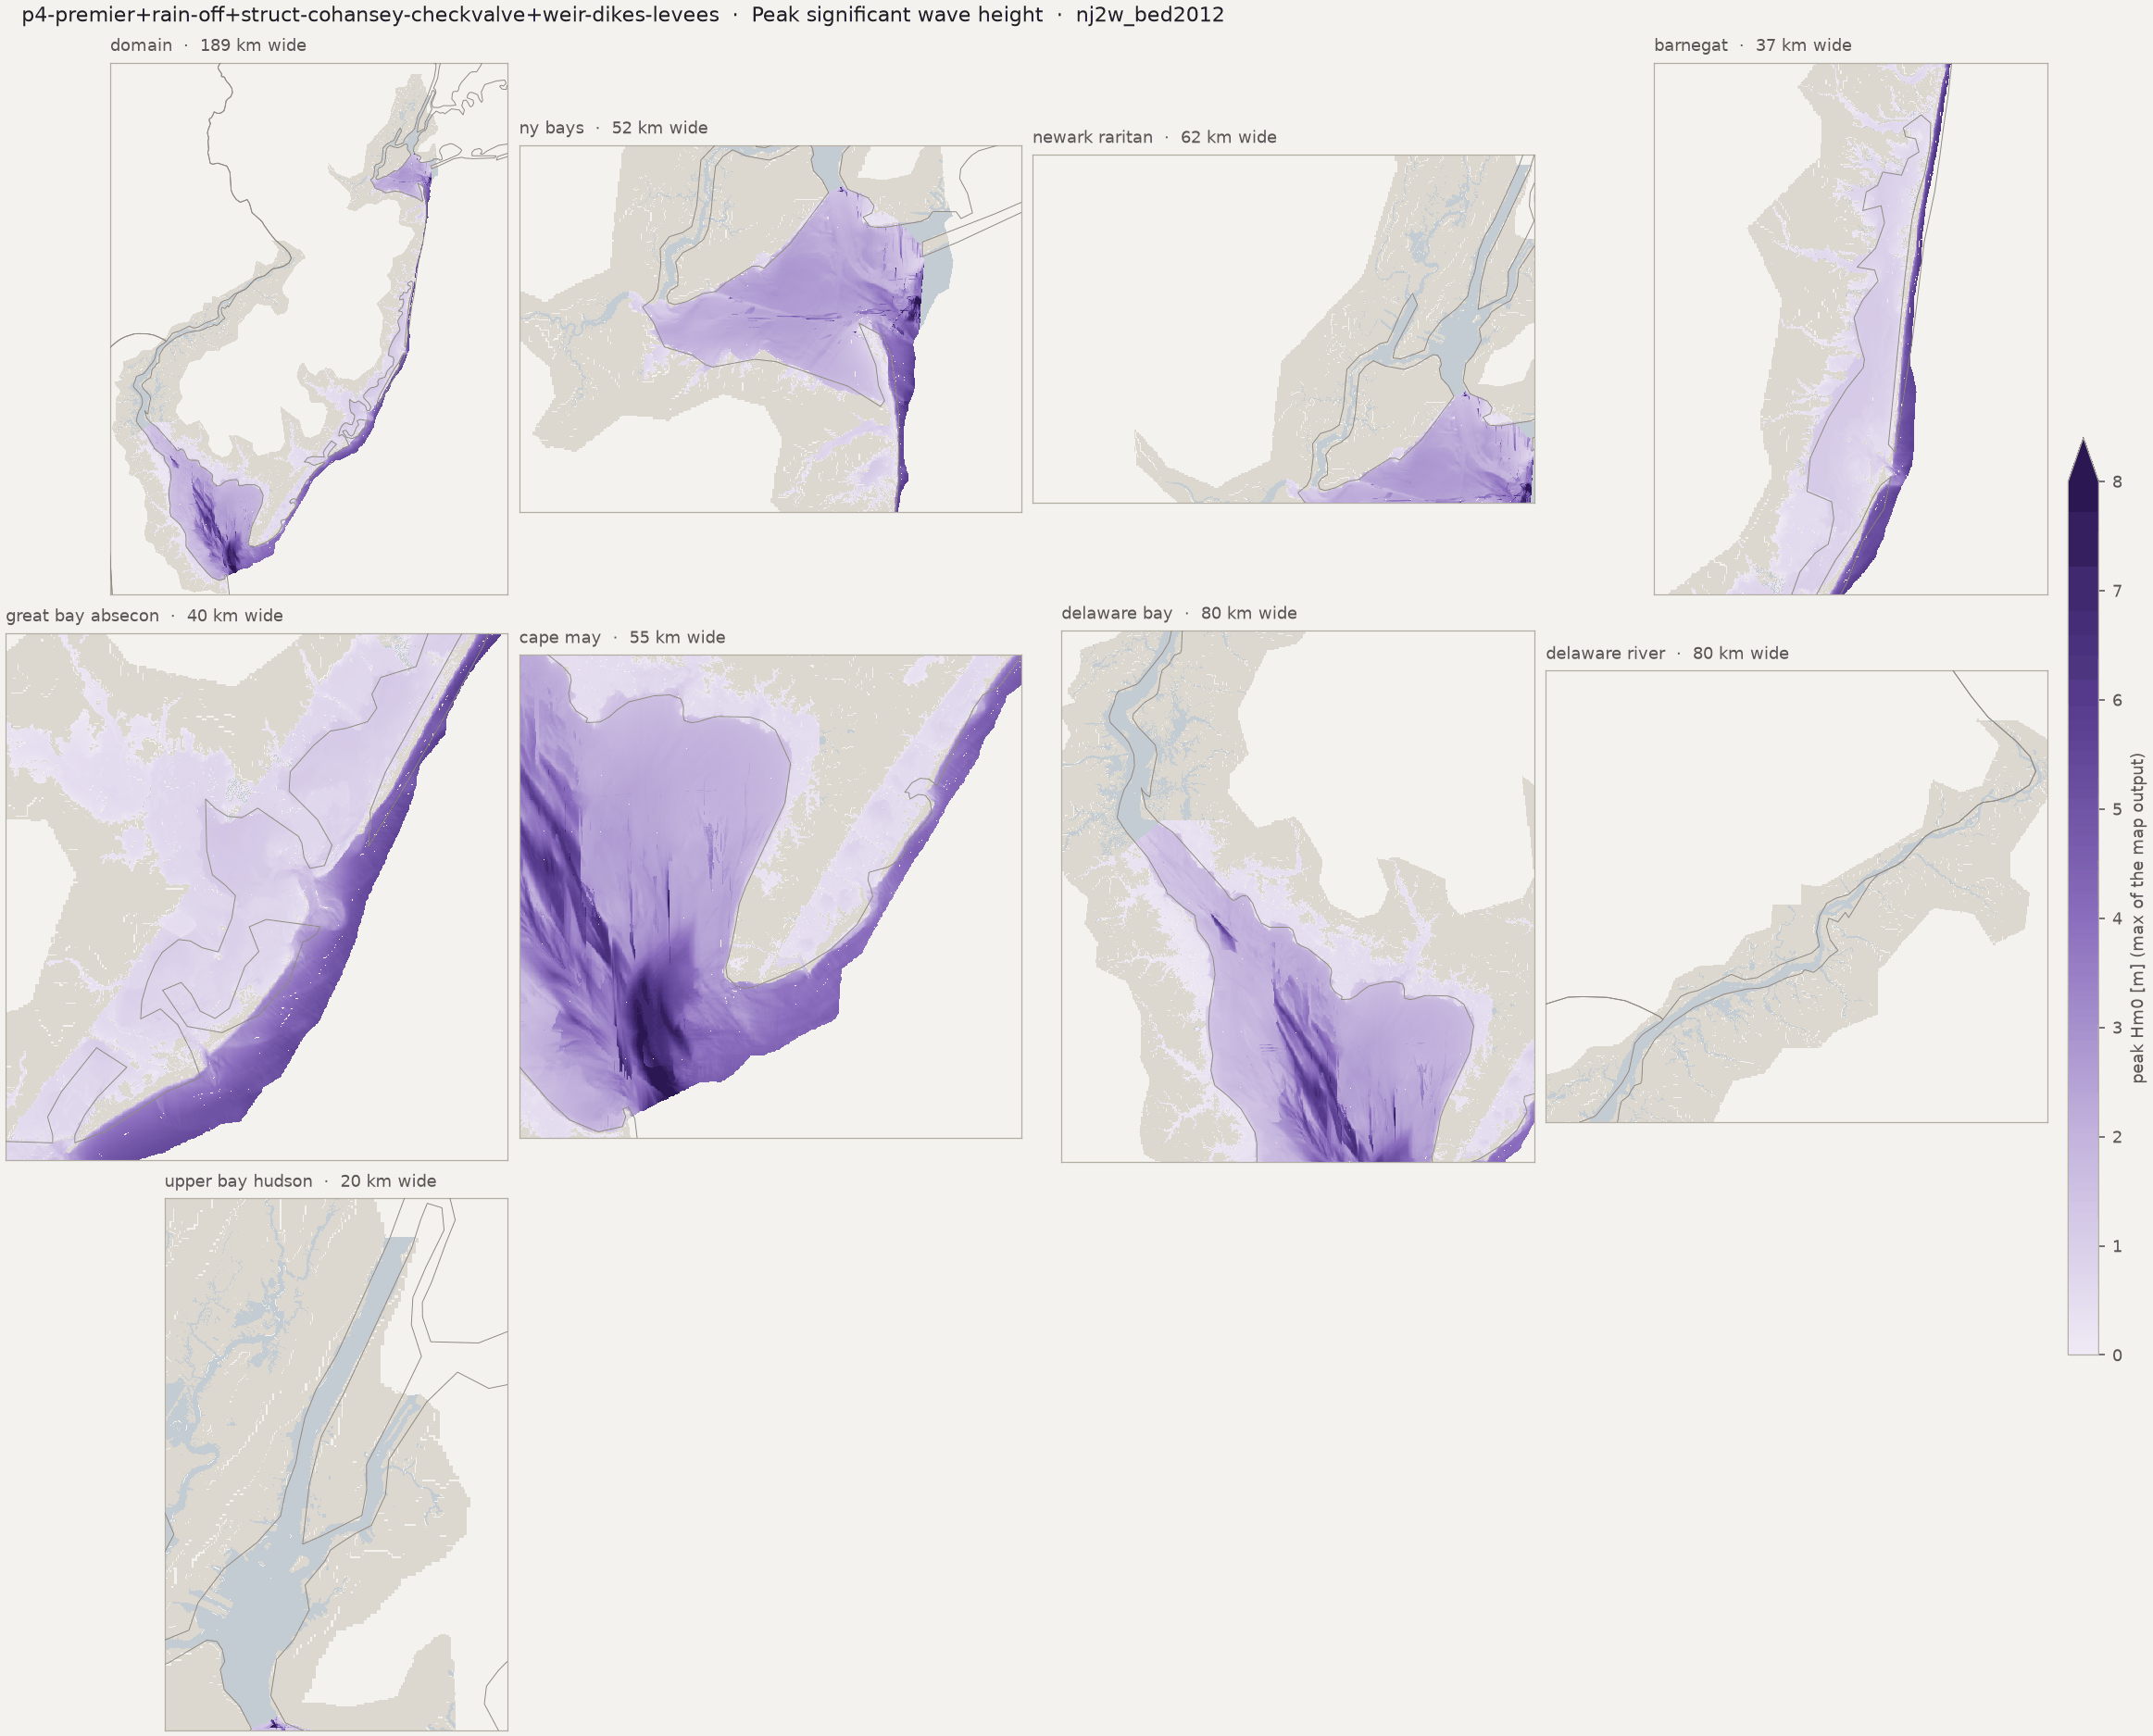 p4-premier+rain-off+struct-cohansey-checkvalve+weir-dikes-levees · Peak significant wave height · nj2w_bed2012
domain · 189 km wide
barnegat · 37 km wide
ny bays · 52 km wide
newark raritan · 62 km wide
great bay absecon · 40 km wide
cape may · 55 km wide
delaware bay · 80 km wide
delaware river · 80 km wide
upper bay hudson · 20 km wide
8
7
6
5
4
3
2
1
0
peak Hm0 [m] (max of the map output)